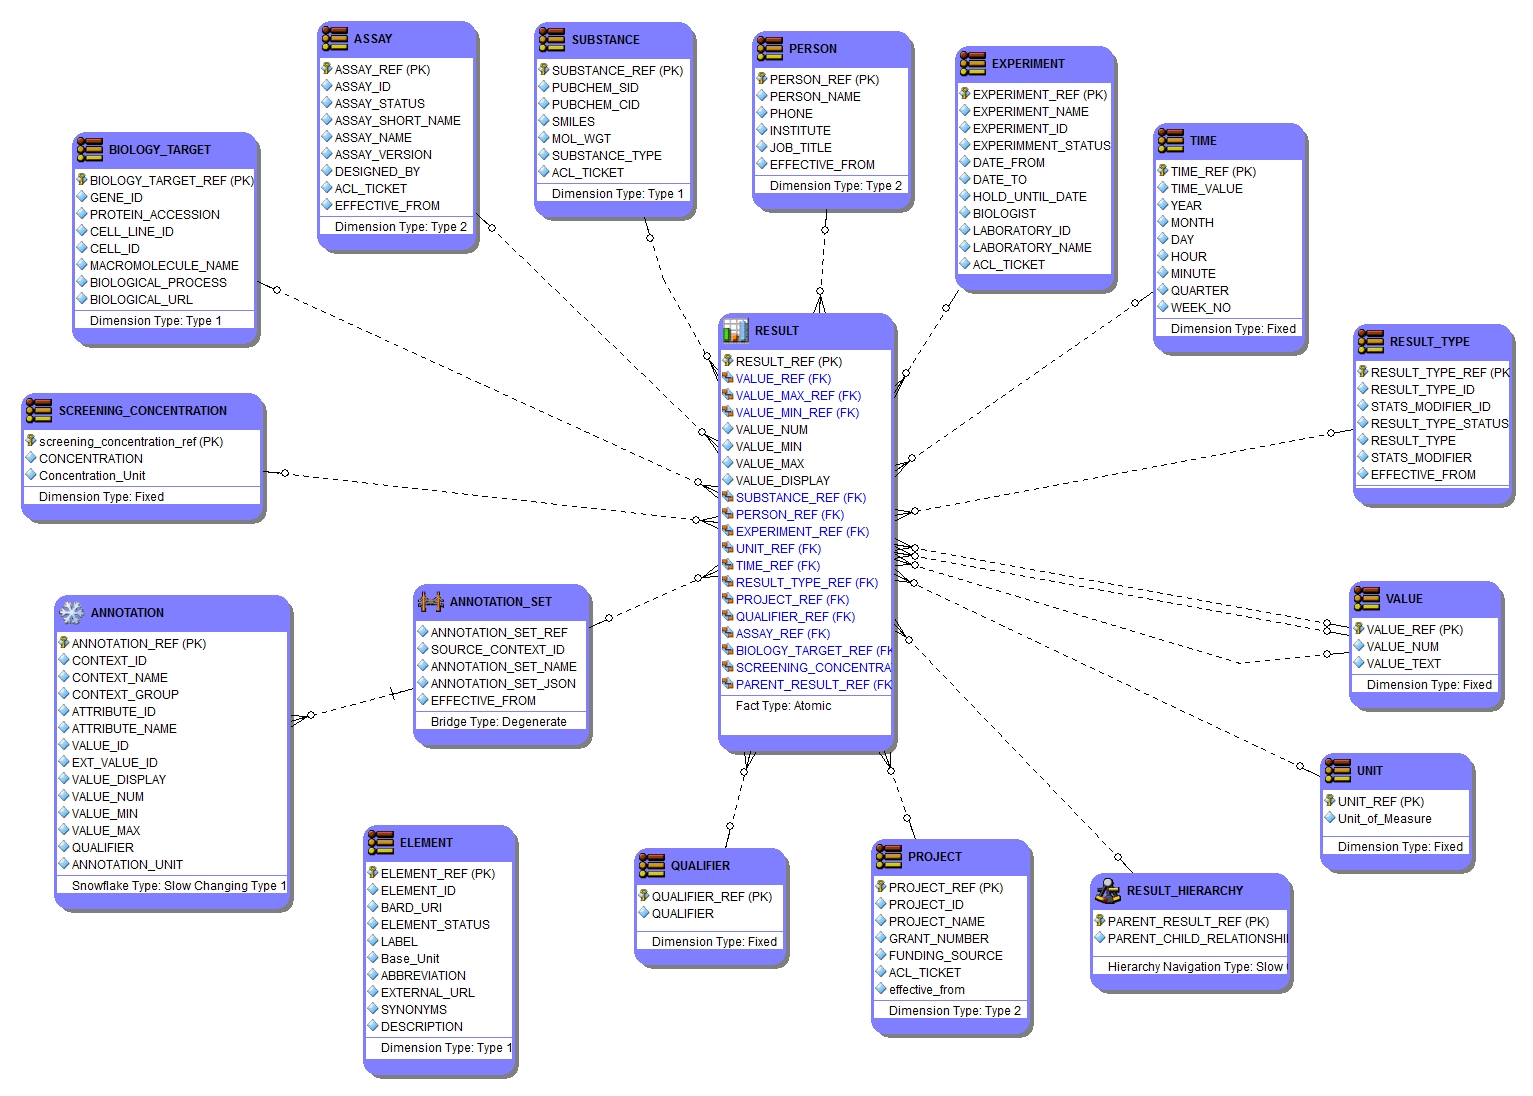 ASSAY
ASSAY_REF (PK)
ASSAY_ID
ASSAY_STATUS
ASSAY_SHORT_NAME
ASSAY_NAME
ASSAY_VERSION
DESIGNED_BY
ACL_TICKET
EFFECTIVE_FROM
Dimension Type: Type 2
SUBSTANCE
SUBSTANCE_REF (PK)
PUBCHEM_SID
PUBCHEM_CID
SMILES
MOL_WGT
SUBSTANCE_TYPE
ACL_TICKET
Dimension Type: Type 1
PERSON
PERSON_REF (PK)
PERSON_NAME
PHONE
INSTITUTE
JOB_TITLE
EFFECTIVE_FROM
Dimension Type: Type 2
EXPERIMENT
EXPERIMENT_REF (PK)
EXPERIMENT_NAME
EXPERIMENT_ID
EXPERIMMENT_STATUS
DATE_FROM
DATE_TO
HOLD_UNTIL_DATE
BIOLOGIST
LABORATORY_ID
LABORATORY_NAME
ACL_TICKET
BIOLOGY_TARGET
BIOLOGY_TARGET_REF (PK)
GENE_ID
PROTEIN_ACCESSION
CELL_LINE_ID
CELL_ID
MACROMOLECULE_NAME
BIOLOGICAL_PROCESS
BIOLOGICAL_URL
Dimension Type: Type 1
TIME
TIME_REF (PK)
TIME_VALUE
YEAR
MONTH
DAY
HOUR
MINUTE
QUARTER
WEEK_NO
Dimension Type: Fixed
RESULT
RESULT_REF (PK)
VALUE_REF (FK)
VALUE_MAX_REF (FK)
VALUE_MIN_REF (FK)
VALUE_NUM
VALUE_MIN
VALUE_MAX
VALUE_DISPLAY
SUBSTANCE_REF (FK)
PERSON_REF (FK)
EXPERIMENT_REF (FK)
UNIT_REF (FK)
TIME_REF (FK)
RESULT_TYPE_REF (FK)
PROJECT_REF (FK)
QUALIFIER_REF (FK)
ASSAY_REF (FK)
BIOLOGY_TARGET_REF (FK
SCREENING_CONCENTRA
PARENT_RESULT_REF (FK
Fact Type: Atomic
RESULT_TYPE
RESULT_TYPE_REF (PK
RESULT_TYPE_ID
STATS_MODIFIER_ID
RESULT_TYPE_STATUS
RESULT_TYPE
STATS_MODIFIER
EFFECTIVE_FROM
SCREENING_CONCENTRATION
screening_concentration_ref (PK)
CONCENTRATION
Concentration_Unit
Dimension Type: Fixed
ANNOTATION
ANNOTATION_REF (PK)
CONTEXT_ID
CONTEXT_NAME
CONTEXT_GROUP
ATTRIBUTE_ID
ATTRIBUTE_NAME
VALUE_ID
EXT_VALUE_ID
VALUE_DISPLAY
VALUE_NUM
VALUE_MIN
VALUE_MAX
QUALIFIER
ANNOTATION_UNIT
Snowflake Type: Slow Changing Type 1
ANNOTATION_SET
ANNOTATION_SET_REF
SOURCE_CONTEXT_ID
ANNOTATION_SET_NAME
ANNOTATION_SET_JSON
EFFECTIVE_FROM
Bridge Type: Degenerate
VALUE
VALUE_REF (PK)
VALUE_NUM
VALUE_TEXT
Dimension Type: Fixed
UNIT
UNIT_REF (PK)
Unit_of_Measure
Dimension Type: Fixed
ELEMENT
ELEMENT_REF (PK)
ELEMENT_ID
BARD_URI
ELEMENT_STATUS
LABEL
Base_Unit
ABBREVIATION
EXTERNAL_URL
SYNONYMS
DESCRIPTION
Dimension Type: Type 1
QUALIFIER
QUALIFIER_REF (PK)
QUALIFIER
Dimension Type: Fixed
PROJECT
PROJECT_REF (PK)
PROJECT_ID
PROJECT_NAME
GRANT_NUMBER
FUNDING_SOURCE
ACL_TICKET
effective_from
Dimension Type: Type 2
RESULT_HIERARCHY
PARENT_RESULT_REF (PK)
PARENT_CHILD_RELATIONSHI
Hierarchy Navigation Type: Slow